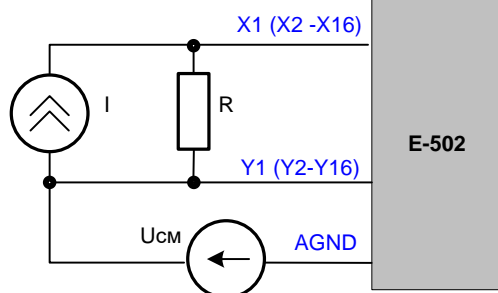 X1 (X2 -X16)
I
R
E-502
Y1 (Y2-Y16)
Uсм
AGND